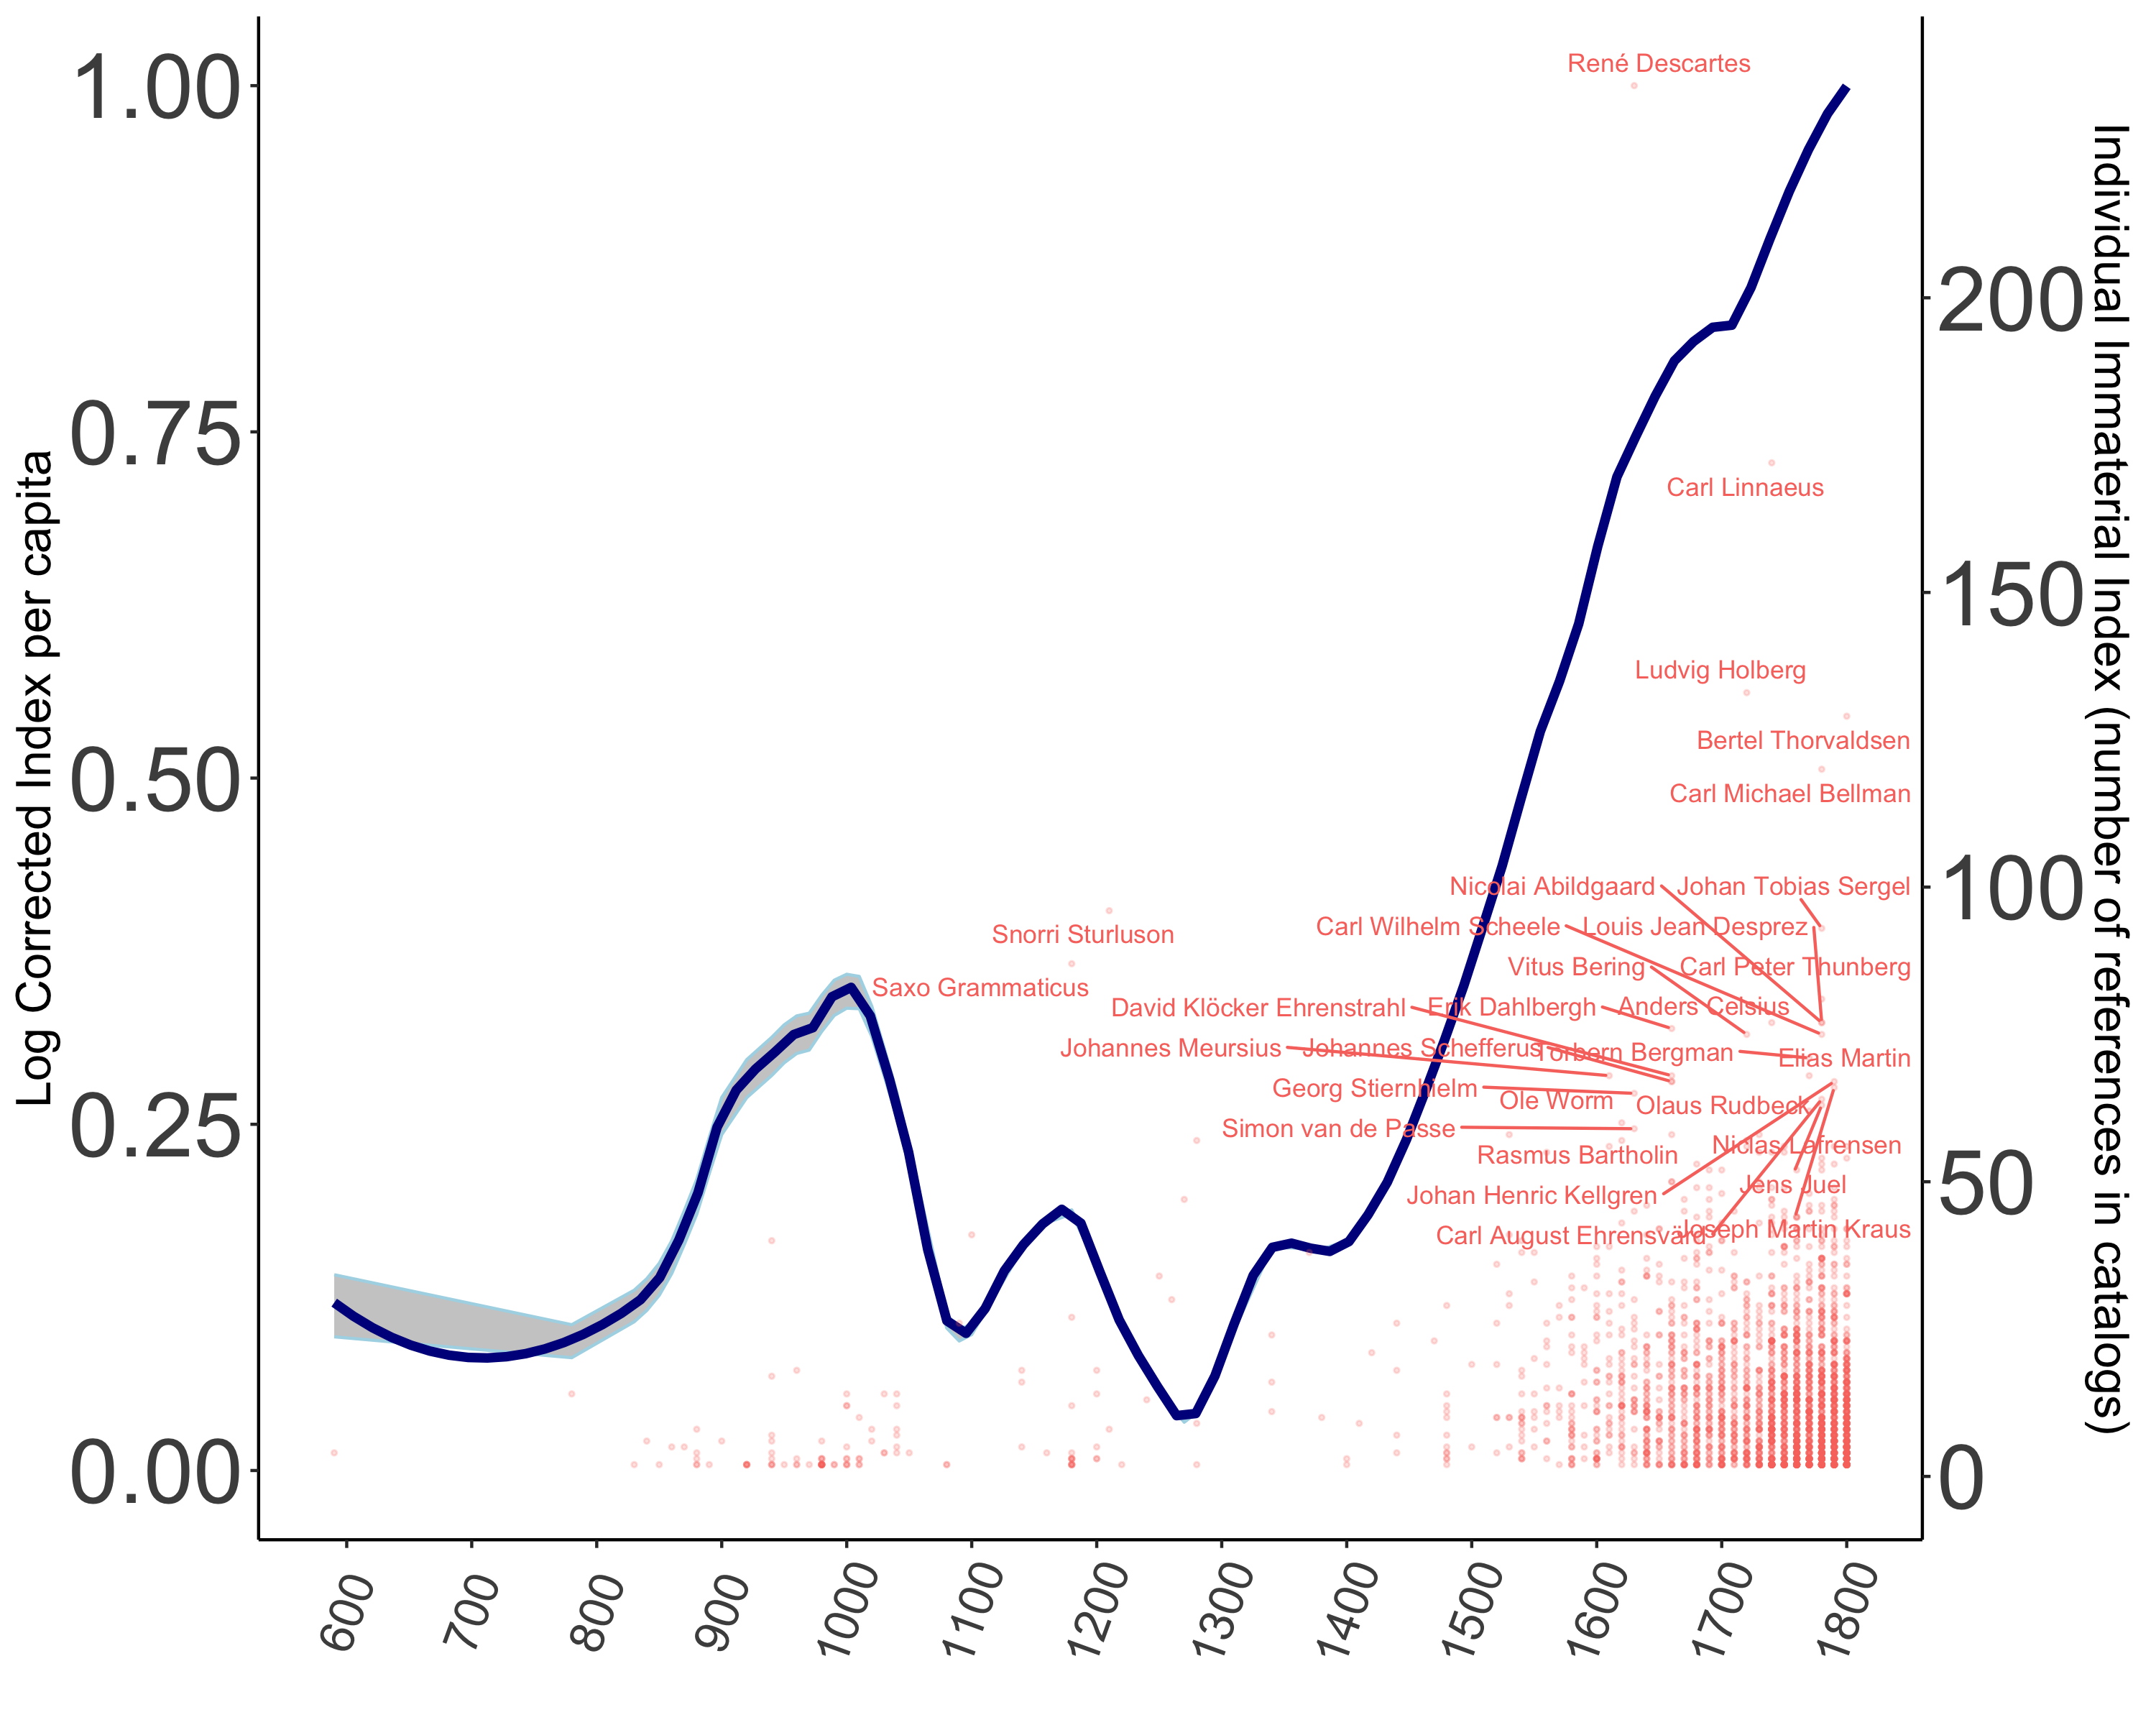 Log Corrected Index per capita
1.00
0.75
0.50
0.25
0.00
René Descartes
Carl Linnaeus
Ludvig Holberg
Bertel Thorvaldsen
Carl Michael Bellman
Nicolai Abildgaard
Johan Tobias Sergel
Snorri Sturluson
Carl Wilhelm Scheele
Louis Jean Desprez
Vitus Bering
Carl Peter Thunberg
Saxo Grammaticus
David Klöcker Ehrenstrahl
Erik Dahlbergh
Anders Celsius
Johannes Meursius
Johannes Schefferus
Torbern Bergman
Elias Martin
Georg Stiernhielm
Ole Worm
Olaus Rudbeck
Simon van de Passe
Rasmus Bartholin
Niclas Lafrensen
Johan Henric Kellgren
Jens Juel
Carl August Ehrensvärd
Joseph Martin Kraus
200
150
100
50
0
Individual Immaterial Index (number of references in catalogs)
600
700
800
900
1000
1100
1200
1300
1400
1500
1600
1700
1800